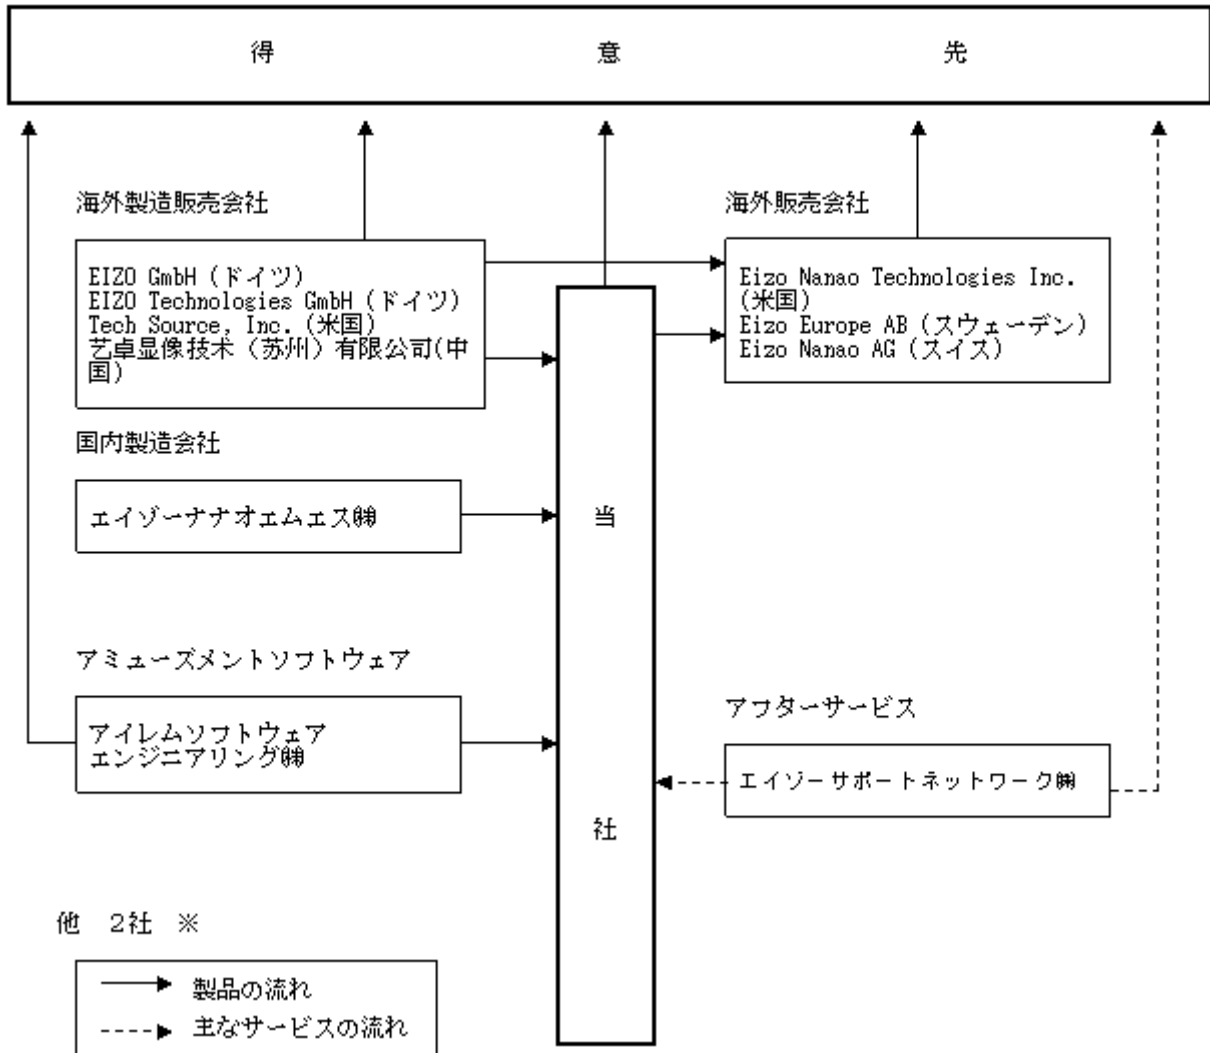 得意先
海外製造販売会社
EIZO GmbH (ドイツ)
EIZO Technologies GmbH (ドイツ)
Tech Source, Inc. (米国)
艺卓显像技术（苏州）有限公司(中
国)
海外販売会社
Eizo Nanao Technologies Inc.
(米国)
Eizo Europe AB (スウェーデン)
Eizo Nanao AG (スイス)
国内製造会社
エイゾーナナオエムエス㈱
当社
アミューズメントソフトウェア
アイレムソフトウェア
エンジニアリング㈱
アフターサービス
エイゾーサポートネットワーク㈱
他　2社　※
製品の流れ
主なサービスの流れ